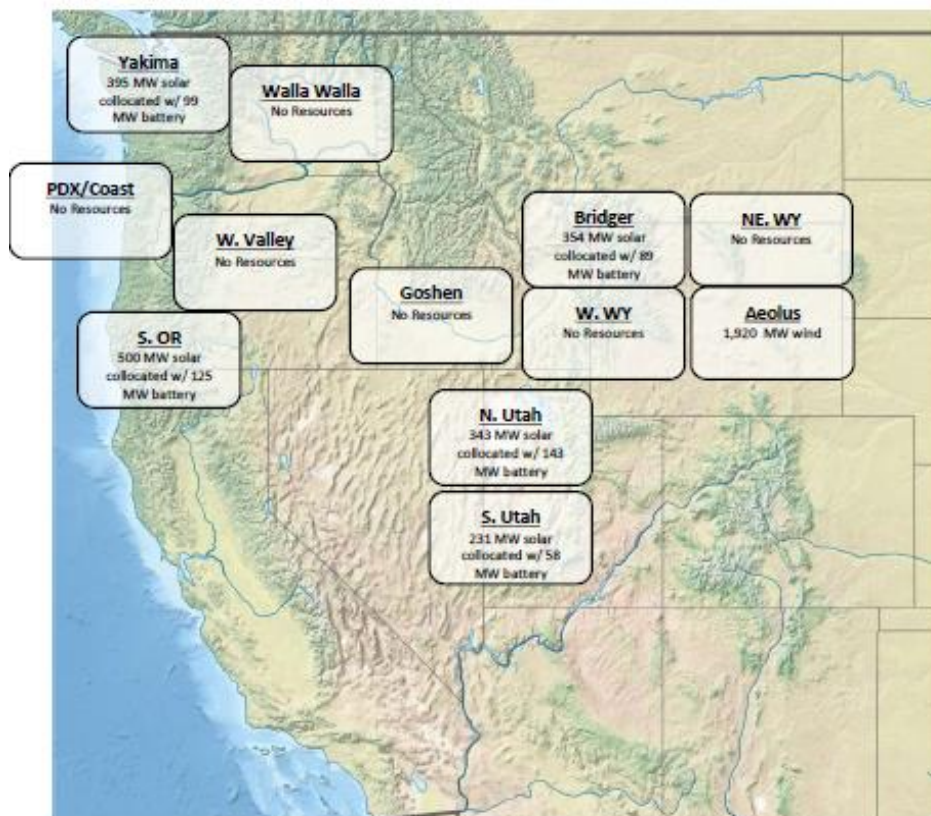 Yakima
395 MW solar
collocated w/ 99
MW battery
Walla Walla
No Resources
PDX/Coast
No Resources
W. Valley
No Resources
Bridger
354 MW solar
collocated w/ 89
MW battery
NE. WY
No Resources
Goshen
No Resources
W. WY
No Resources
Aeolus
1,920 MW wind
S. OR
500 MW solar
collocated w/ 125
MW battery
N. Utah
343 MW solar
collocated w/ 143
MW battery
S. Utah
231 MW solar
collocated w/ 58
MW battery